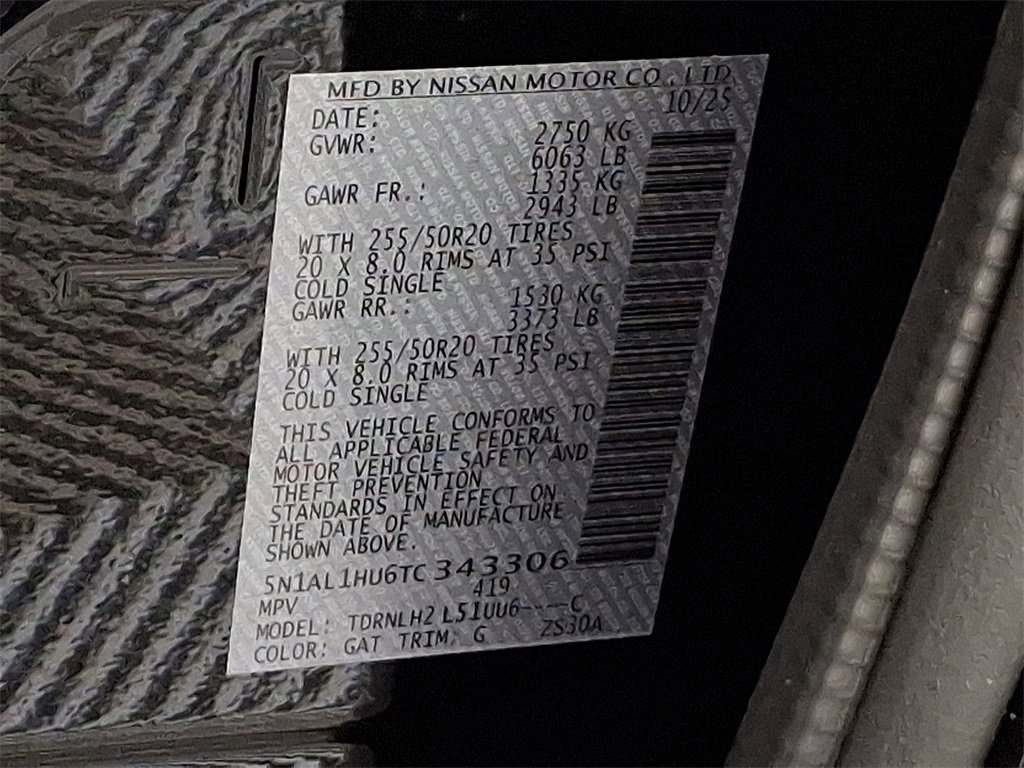 MFD BY NISSAN MOTOR CO., LTD
DATE: 10/25
GVWR: 2750 KG
6063 LB
GAWR FR.: 1335 KG
2943 LB
WITH 255/50R20 TIRES
20 X 8.0 RIMS AT 35 PSI
COLD SINGLE
GAWR RR.: 1530 KG
3373 LB
WITH 255/50R20 TIRES
20 X 8.0 RIMS AT 35 PSI
COLD SINGLE
THIS VEHICLE CONFORMS TO
ALL APPLICABLE FEDERAL
MOTOR VEHICLE SAFETY AND
THEFT PREVENTION
STANDARDS IN EFFECT ON
THE DATE OF MANUFACTURE
SHOWN ABOVE.
5N1AL1HU6TC343306
MPV 419
MODEL: TDRNLH2 L51UU6----C
COLOR: GAT TRIM. G ZS30A